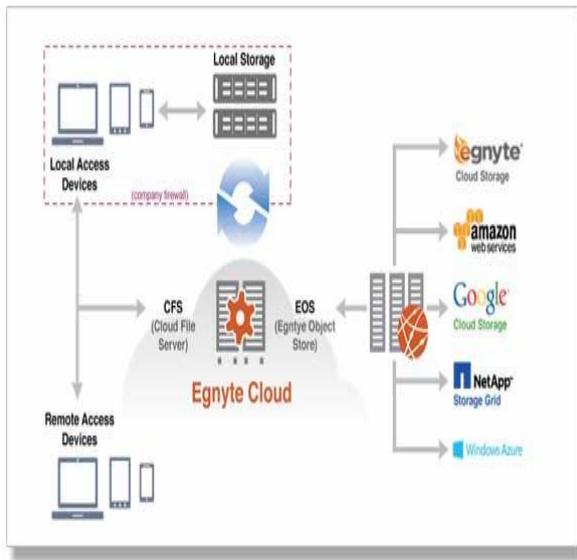 Local Storage
Local Access
Devices
(company firewall)
egnyte
Cloud Storage
amazon
web services
Google
Cloud Storage
NetApp
Storage Grid
Windows Azure
CFS
(Cloud File
Server)
EOS
(Egntye Object
Store)
Egnyte Cloud
Remote Access
Devices